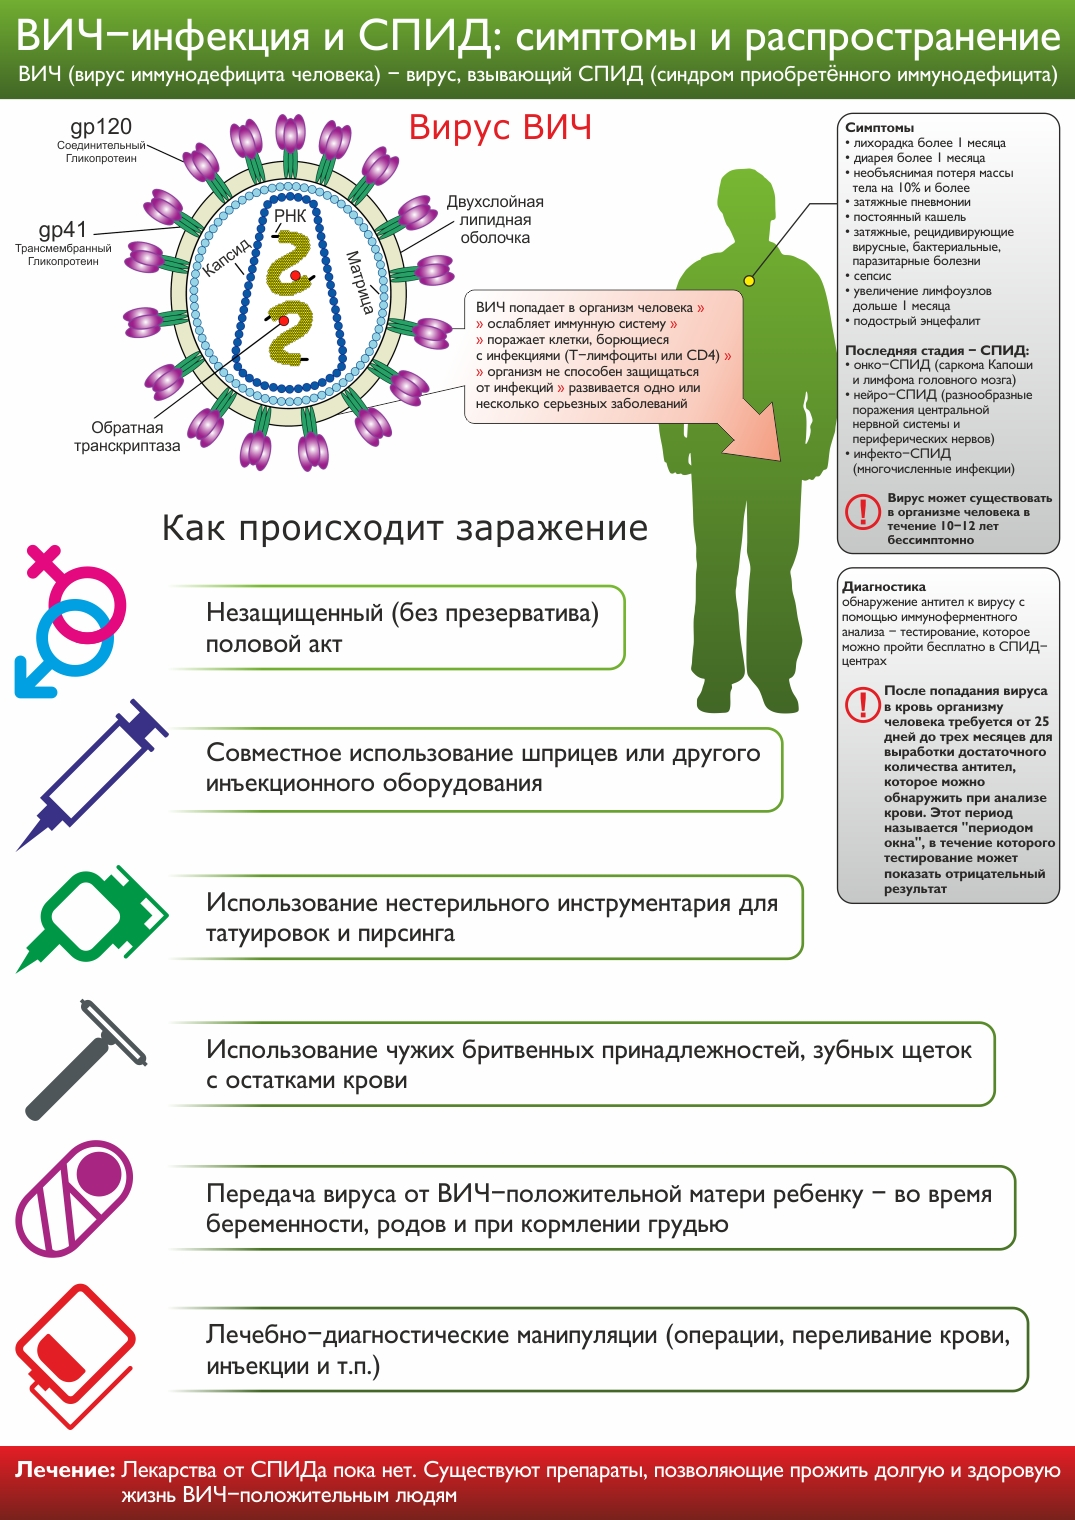 ВИЧ–инфекция и СПИД: симптомы и распространение
ВИЧ (вирус иммунодефицита человека) – вирус, взывающий СПИД (синдром приобретённого иммунодефицита)
Вирус ВИЧ
gp120
Соединительный
Гликопротеин
gp41
Трансмембранный
Гликопротеин
РНК
Капсид
Матрица
Двухслойная
липидная
оболочка
Обратная
транскриптаза
ВИЧ попадает в организм человека »
» ослабляет иммунную систему »
» поражает клетки, борющиеся
с инфекциями (Т–лимфоциты или CD4) »
» организм не способен защищаться
от инфекций » развивается одно или
несколько серьезных заболеваний
Симптомы
• лихорадка более 1 месяца
• диарея более 1 месяца
• необъяснимая потеря массы
тела на 10% и более
• затяжные пневмонии
• постоянный кашель
• затяжные, рецидивирующие
вирусные, бактериальные,
паразитарные болезни
• сепсис
• увеличение лимфоузлов
дольше 1 месяца
• подострый энцефалит
Последняя стадия – СПИД:
• онко–СПИД (саркома Капоши
и лимфома головного мозга)
• нейро–СПИД (разнообразные
поражения центральной
нервной системы и
периферических нервов)
• инфекто–СПИД
(многочисленные инфекции)
! Вирус может существовать
в организме человека в
течение 10–12 лет
бессимптомно
Диагностика
обнаружение антител к вирусу с
помощью иммуноферментного
анализа – тестирование, которое
можно пройти бесплатно в СПИД–
центрах
! После попадания вируса
в кровь организму
человека требуется от 25
дней до трех месяцев для
выработки достаточного
количества антител,
которое можно
обнаружить при анализе
крови. Этот период
называется "периодом
окна", в течение которого
тестирование может
показать отрицательный
результат
Как происходит заражение
Незащищенный (без презерватива)
половой акт
Совместное использование шприцев или другого
инъекционного оборудования
Использование нестерильного инструментария для
татуировок и пирсинга
Использование чужих бритвенных принадлежностей, зубных щеток
с остатками крови
Передача вируса от ВИЧ–положительной матери ребенку – во время
беременности, родов и при кормлении грудью
Лечебно–диагностические манипуляции (операции, переливание крови,
инъекции и т.п.)
Лечение: Лекарства от СПИДа пока нет. Существуют препараты, позволяющие прожить долгую и здоровую
жизнь ВИЧ–положительным людям